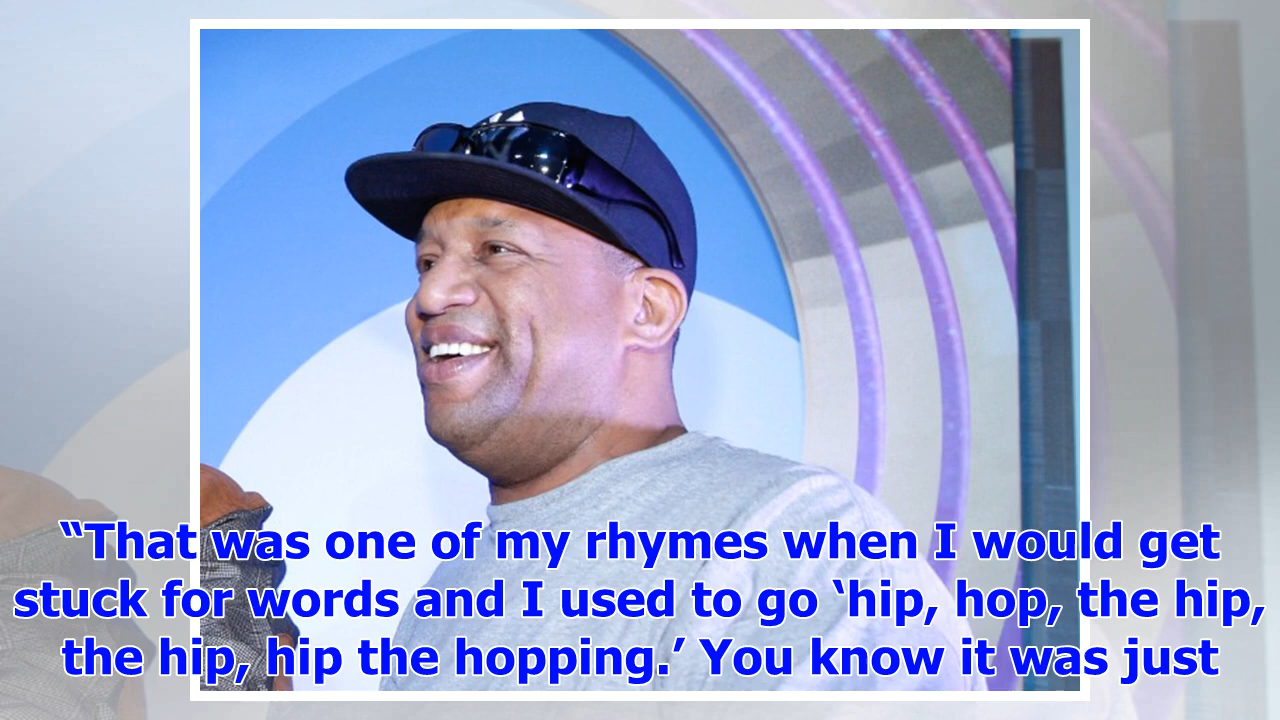 “That was one of my rhymes when I would get
stuck for words and I used to go ‘hip, hop, the hip,
the hip, hip the hopping.’ You know it was just